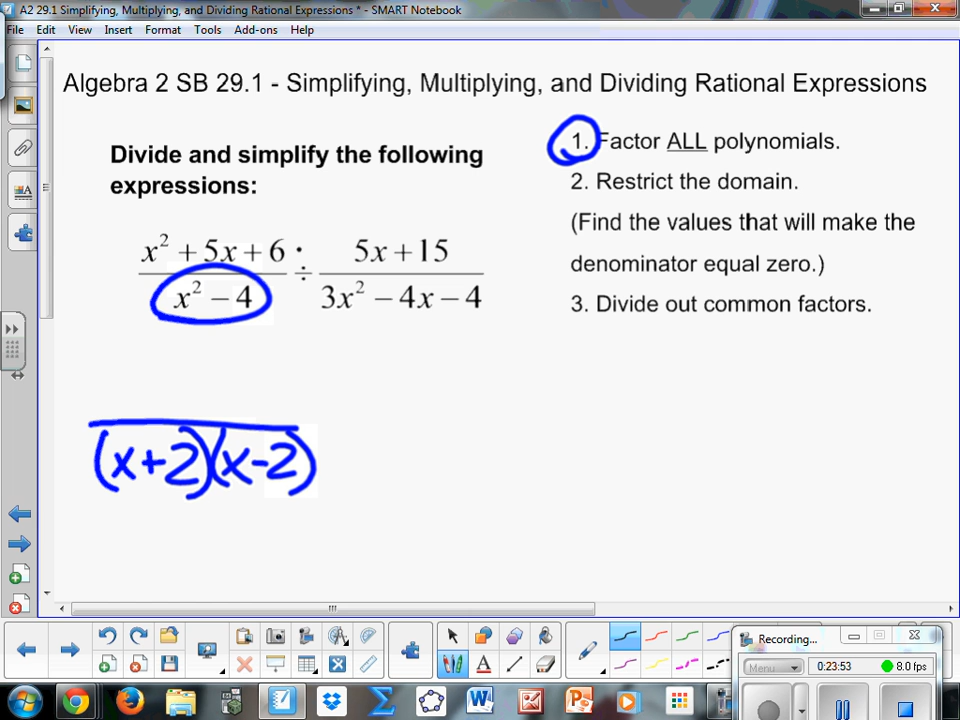 A2 29.1 Simplifying, Multiplying, and Dividing Rational Expressions * - SMART Notebook
File Edit View Insert Format Tools Add-ons Help
Algebra 2 SB 29.1 - Simplifying, Multiplying, and Dividing Rational Expressions
Divide and simplify the following
expressions:
x² + 5x + 6
x² – 4
÷
5x + 15
3x² – 4x – 4
1. Factor ALL polynomials.
2. Restrict the domain.
(Find the values that will make the
denominator equal zero.)
3. Divide out common factors.
(x+2)(x-2)
Recording...
Menu
0:23:53
8.0 fps